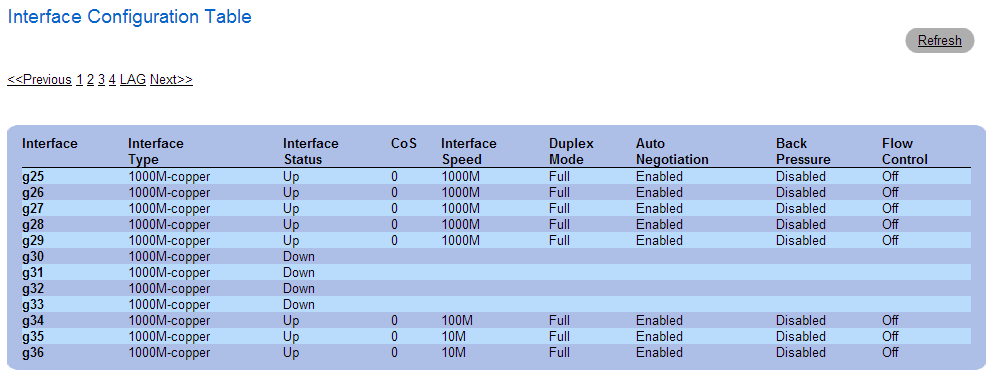 Interface Configuration Table
Refresh
<<Previous 1 2 3 4 LAG Next>>
Interface Interface Type Interface Status CoS Interface Speed Duplex Mode Auto Negotiation Back Pressure Flow Control
g25 1000M-copper Up 0 1000M Full Enabled Disabled Off
g26 1000M-copper Up 0 1000M Full Enabled Disabled Off
g27 1000M-copper Up 0 1000M Full Enabled Disabled Off
g28 1000M-copper Up 0 1000M Full Enabled Disabled Off
g29 1000M-copper Up 0 1000M Full Enabled Disabled Off
g30 1000M-copper Down
g31 1000M-copper Down
g32 1000M-copper Down
g33 1000M-copper Down
g34 1000M-copper Up 0 100M Full Enabled Disabled Off
g35 1000M-copper Up 0 10M Full Enabled Disabled Off
g36 1000M-copper Up 0 10M Full Enabled Disabled Off